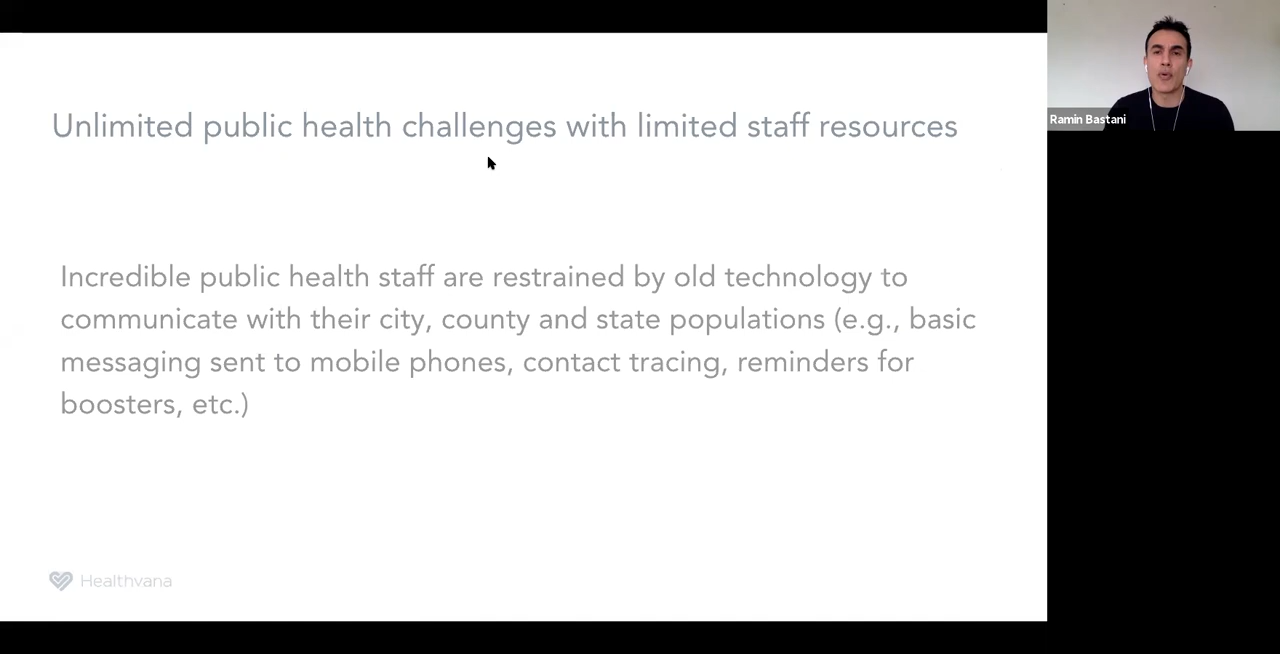 Unlimited public health challenges with limited staff resources
Ramin Bastani
Incredible public health staff are restrained by old technology to
communicate with their city, county and state populations (e.g., basic
messaging sent to mobile phones, contact tracing, reminders for
boosters, etc.)
Healthvana